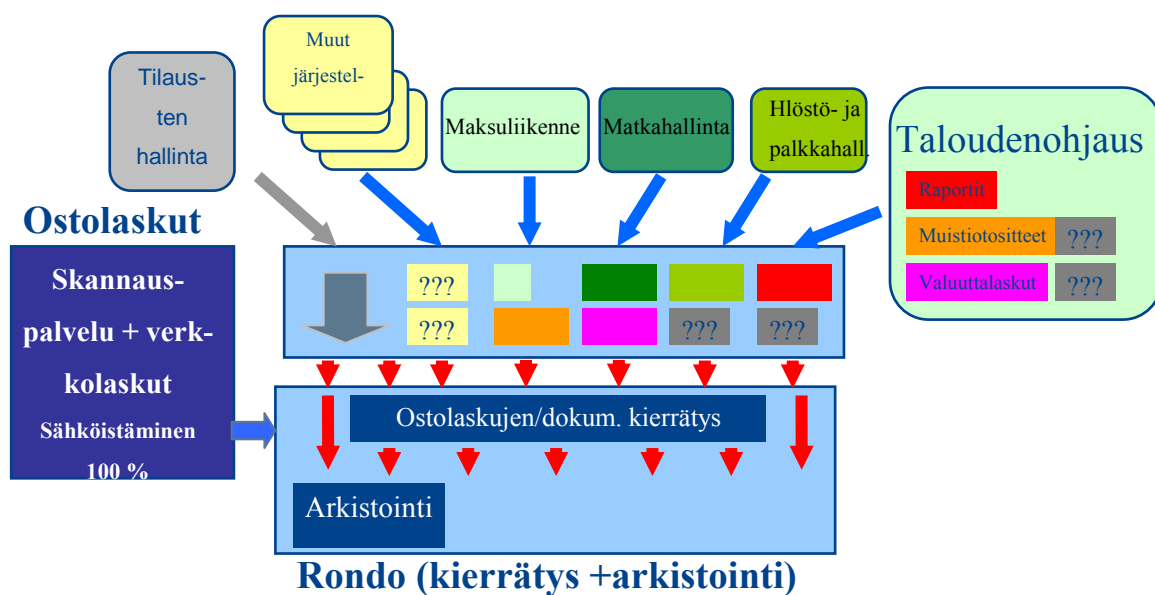 Tilaus-
ten
hallinta
Muut
järjestel-
Maksuliikenne
Matkahallinta
Hlöstö- ja
palkkahall.
Taloudenohjaus
Raportit
Muistiotositteet
???
Valuuttalaskut
???
Ostolaskut
Skannaus-
palvelu + verk-
kolaskut
Sähköistäminen
100 %
???
???
???
???
Ostolaskujen/dokum. kierrätys
Arkistointi
Rondo (kierrätys +arkistointi)